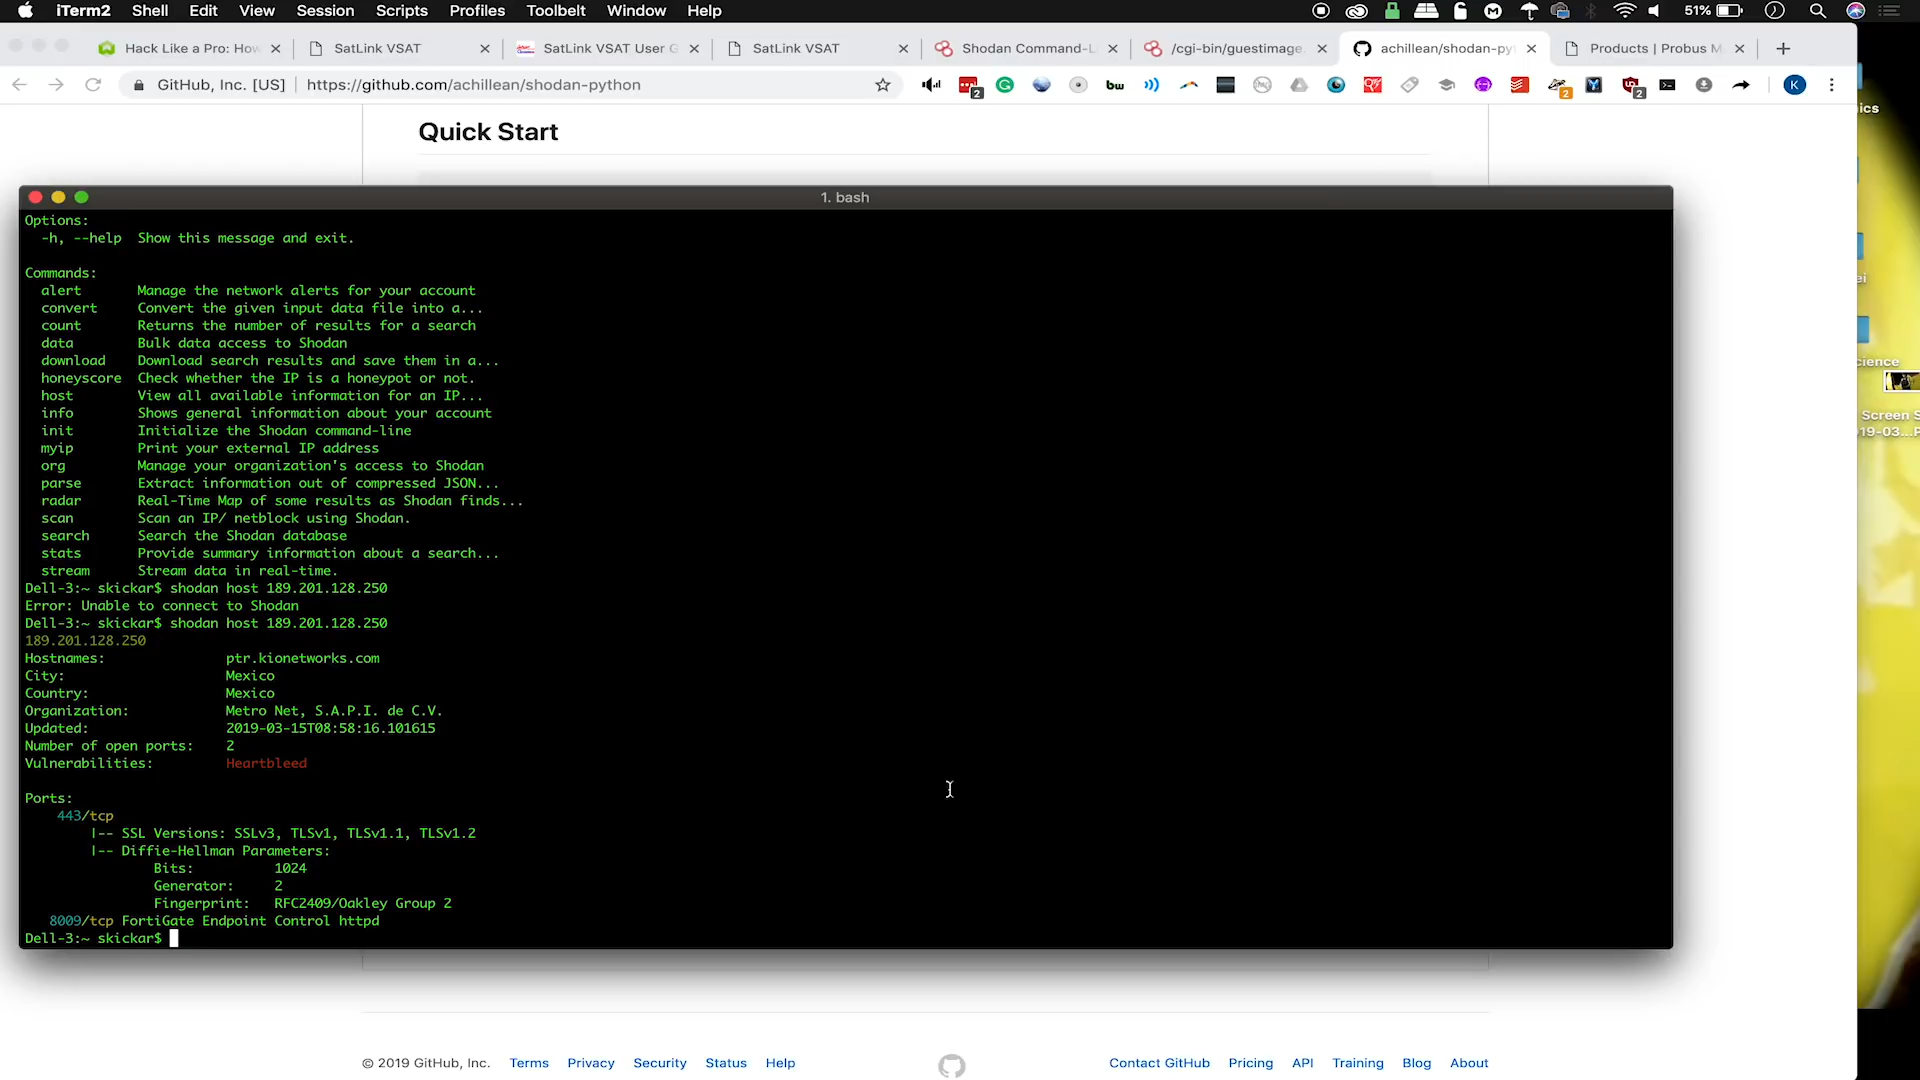 iTerm2 Shell Edit View Session Scripts Profiles Toolbelt Window Help 51%
Hack Like a Pro: How SatLink VSAT SatLink VSAT User G SatLink VSAT Shodan Command-L /cgi-bin/guestimage. achillean/shodan-py Products | Probus M
GitHub, Inc. [US] https://github.com/achillean/shodan-python
Quick Start
1. bash
Options:
-h, --help Show this message and exit.
Commands:
alert Manage the network alerts for your account
convert Convert the given input data file into a...
count Returns the number of results for a search
data Bulk data access to Shodan
download Download search results and save them in a...
honeyscore Check whether the IP is a honeypot or not.
host View all available information for an IP...
info Shows general information about your account
init Initialize the Shodan command-line
myip Print your external IP address
org Manage your organization's access to Shodan
parse Extract information out of compressed JSON...
radar Real-Time Map of some results as Shodan finds...
scan Scan an IP/ netblock using Shodan.
search Search the Shodan database
stats Provide summary information about a search...
stream Stream data in real-time.
Dell-3:~ skickar$ shodan host 189.201.128.250
Error: Unable to connect to Shodan
Dell-3:~ skickar$ shodan host 189.201.128.250
189.201.128.250
Hostnames: ptr.kionetworks.com
City: Mexico
Country: Mexico
Organization: Metro Net, S.A.P.I. de C.V.
Updated: 2019-03-15T08:58:16.101615
Number of open ports: 2
Vulnerabilities: Heartbleed
Ports:
443/tcp
|-- SSL Versions: SSLv3, TLSv1, TLSv1.1, TLSv1.2
|-- Diffie-Hellman Parameters:
Bits: 1024
Generator: 2
Fingerprint: RFC2409/Oakley Group 2
8009/tcp FortiGate Endpoint Control httpd
Dell-3:~ skickar$
© 2019 GitHub, Inc. Terms Privacy Security Status Help Contact GitHub Pricing API Training Blog About
ics
ei
cience
Screen S
19-03...P